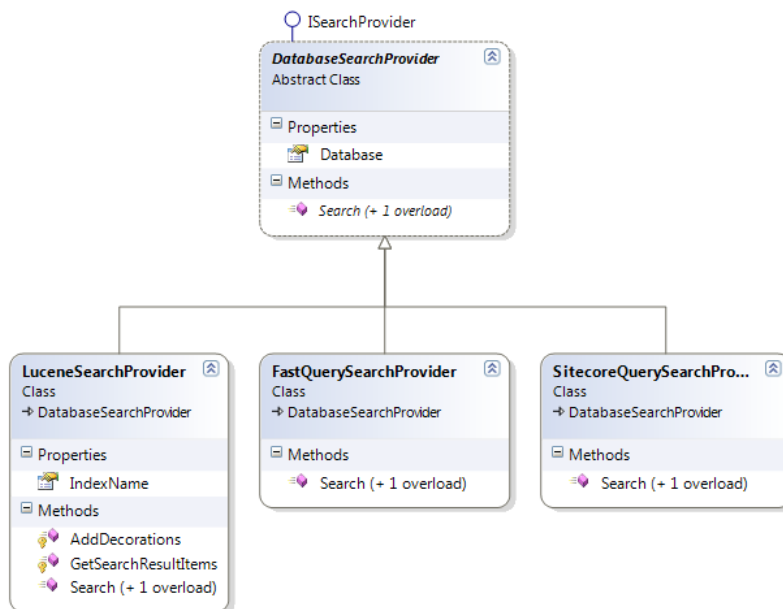 ISearchProvider
DatabaseSearchProvider
Abstract Class
Properties
Database
Methods
Search (+ 1 overload)
LuceneSearchProvider
Class
DatabaseSearchProvider
Properties
IndexName
Methods
AddDecorations
GetSearchResultItems
Search (+ 1 overload)
FastQuerySearchProvider
Class
DatabaseSearchProvider
Methods
Search (+ 1 overload)
SitecoreQuerySearchPro...
Class
DatabaseSearchProvider
Methods
Search (+ 1 overload)